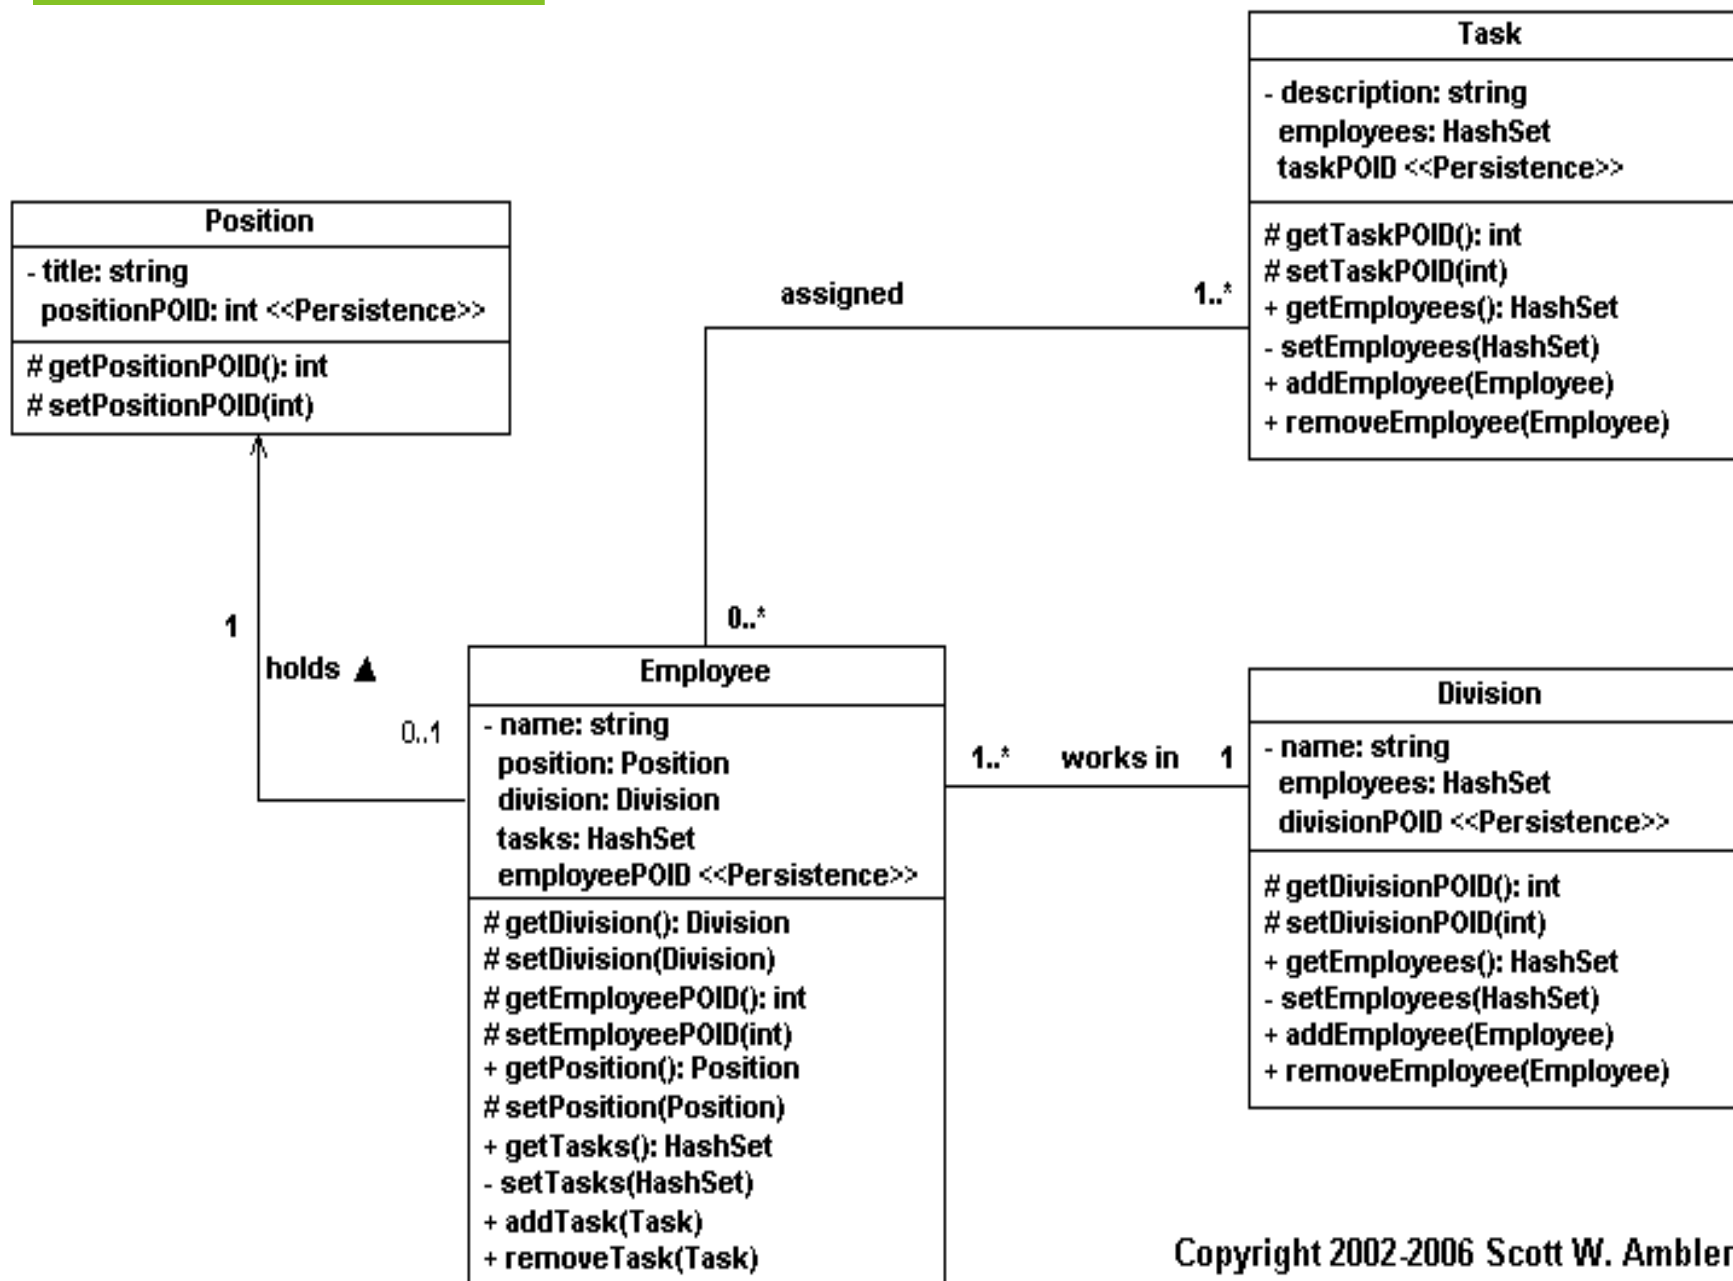 Task
- description: string
employees: HashSet
taskPOID <<Persistence>>
# getTaskPOID(): int
# setTaskPOID(int)
+ getEmployees(): HashSet
- setEmployees(HashSet)
+ addEmployee(Employee)
+ removeEmployee(Employee)
Position
- title: string
positionPOID: int <<Persistence>>
# getPositionPOID(): int
# setPositionPOID(int)
assigned
1..*
0..*
1
holds ▲
0..1
Employee
- name: string
position: Position
division: Division
tasks: HashSet
employeePOID <<Persistence>>
# getDivision(): Division
# setDivision(Division)
# getEmployeePOID(): int
# setEmployeePOID(int)
+ getPosition(): Position
# setPosition(Position)
+ getTasks(): HashSet
- setTasks(HashSet)
+ addTask(Task)
+ removeTask(Task)
1..* works in 1
Division
- name: string
employees: HashSet
divisionPOID <<Persistence>>
# getDivisionPOID(): int
# setDivisionPOID(int)
+ getEmployees(): HashSet
- setEmployees(HashSet)
+ addEmployee(Employee)
+ removeEmployee(Employee)
Copyright 2002-2006 Scott W. Ambler